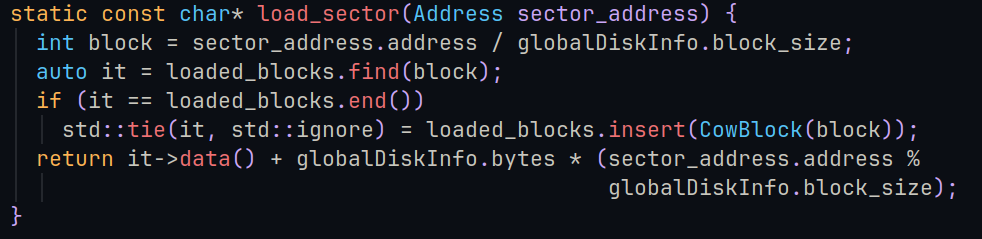 static const char* load_sector(Address sector_address) {
  int block = sector_address.address / globalDiskInfo.block_size;
  auto it = loaded_blocks.find(block);
  if (it == loaded_blocks.end())
    std::tie(it, std::ignore) = loaded_blocks.insert(CowBlock(block));
  return it->data() + globalDiskInfo.bytes * (sector_address.address %
                                              globalDiskInfo.block_size);
}